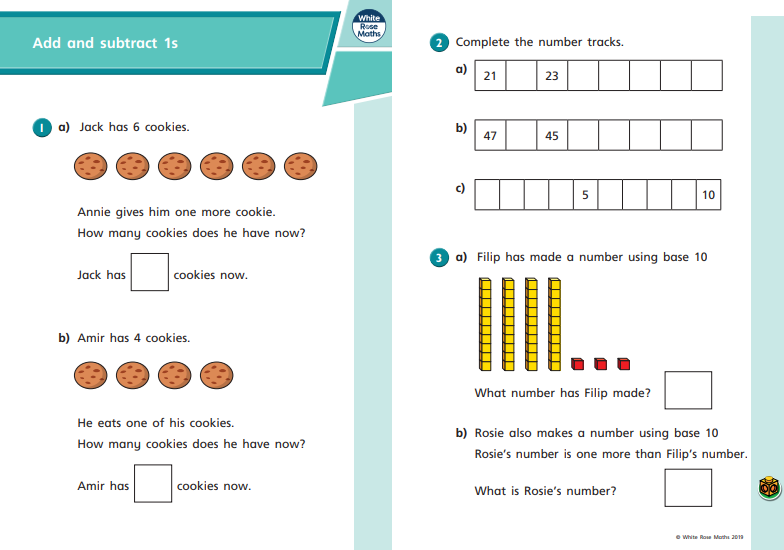 Add and subtract 1s
White
Rose
Maths
1 a) Jack has 6 cookies.
Annie gives him one more cookie.
How many cookies does he have now?
Jack has cookies now.
b) Amir has 4 cookies.
He eats one of his cookies.
How many cookies does he have now?
Amir has cookies now.
2 Complete the number tracks.
a) 21 23
b) 47 45
c) 5 10
3 a) Filip has made a number using base 10
What number has Filip made?
b) Rosie also makes a number using base 10
Rosie's number is one more than Filip's number.
What is Rosie's number?
© White Rose Maths 2019